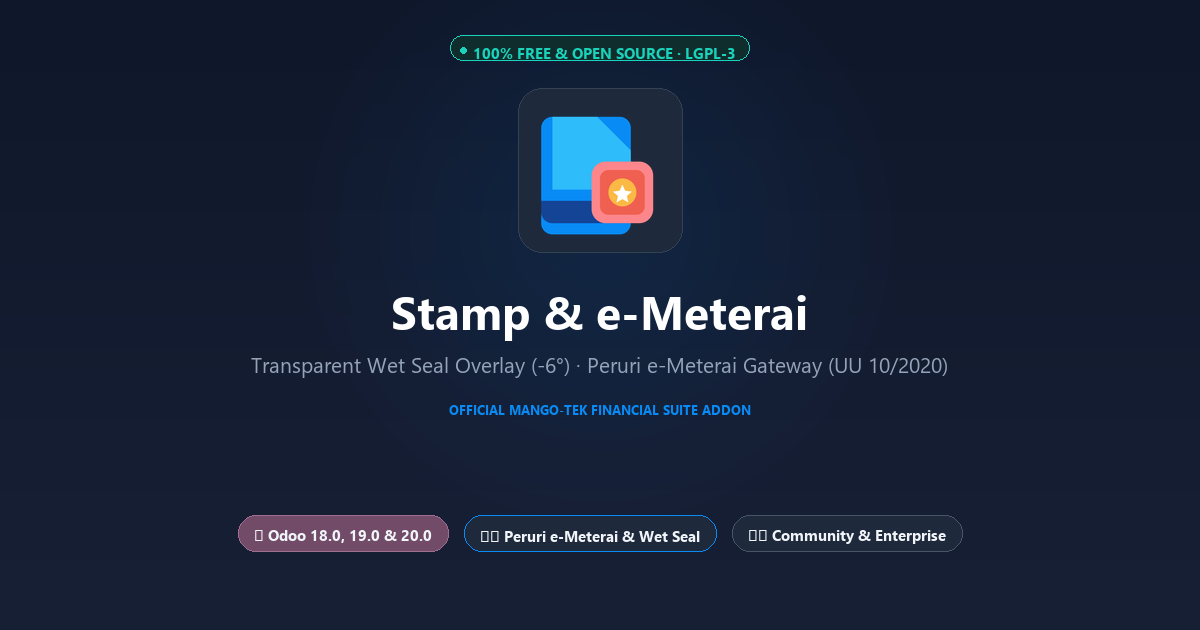 100% FREE & OPEN SOURCE · LGPL-3
Stamp & e-Meterai
Transparent Wet Seal Overlay (-6°) · Peruri e-Meterai Gateway (UU 10/2020)
OFFICIAL MANGO-TEK FINANCIAL SUITE ADDON
Odoo 18.0, 19.0 & 20.0
Peruri e-Meterai & Wet Seal
Community & Enterprise